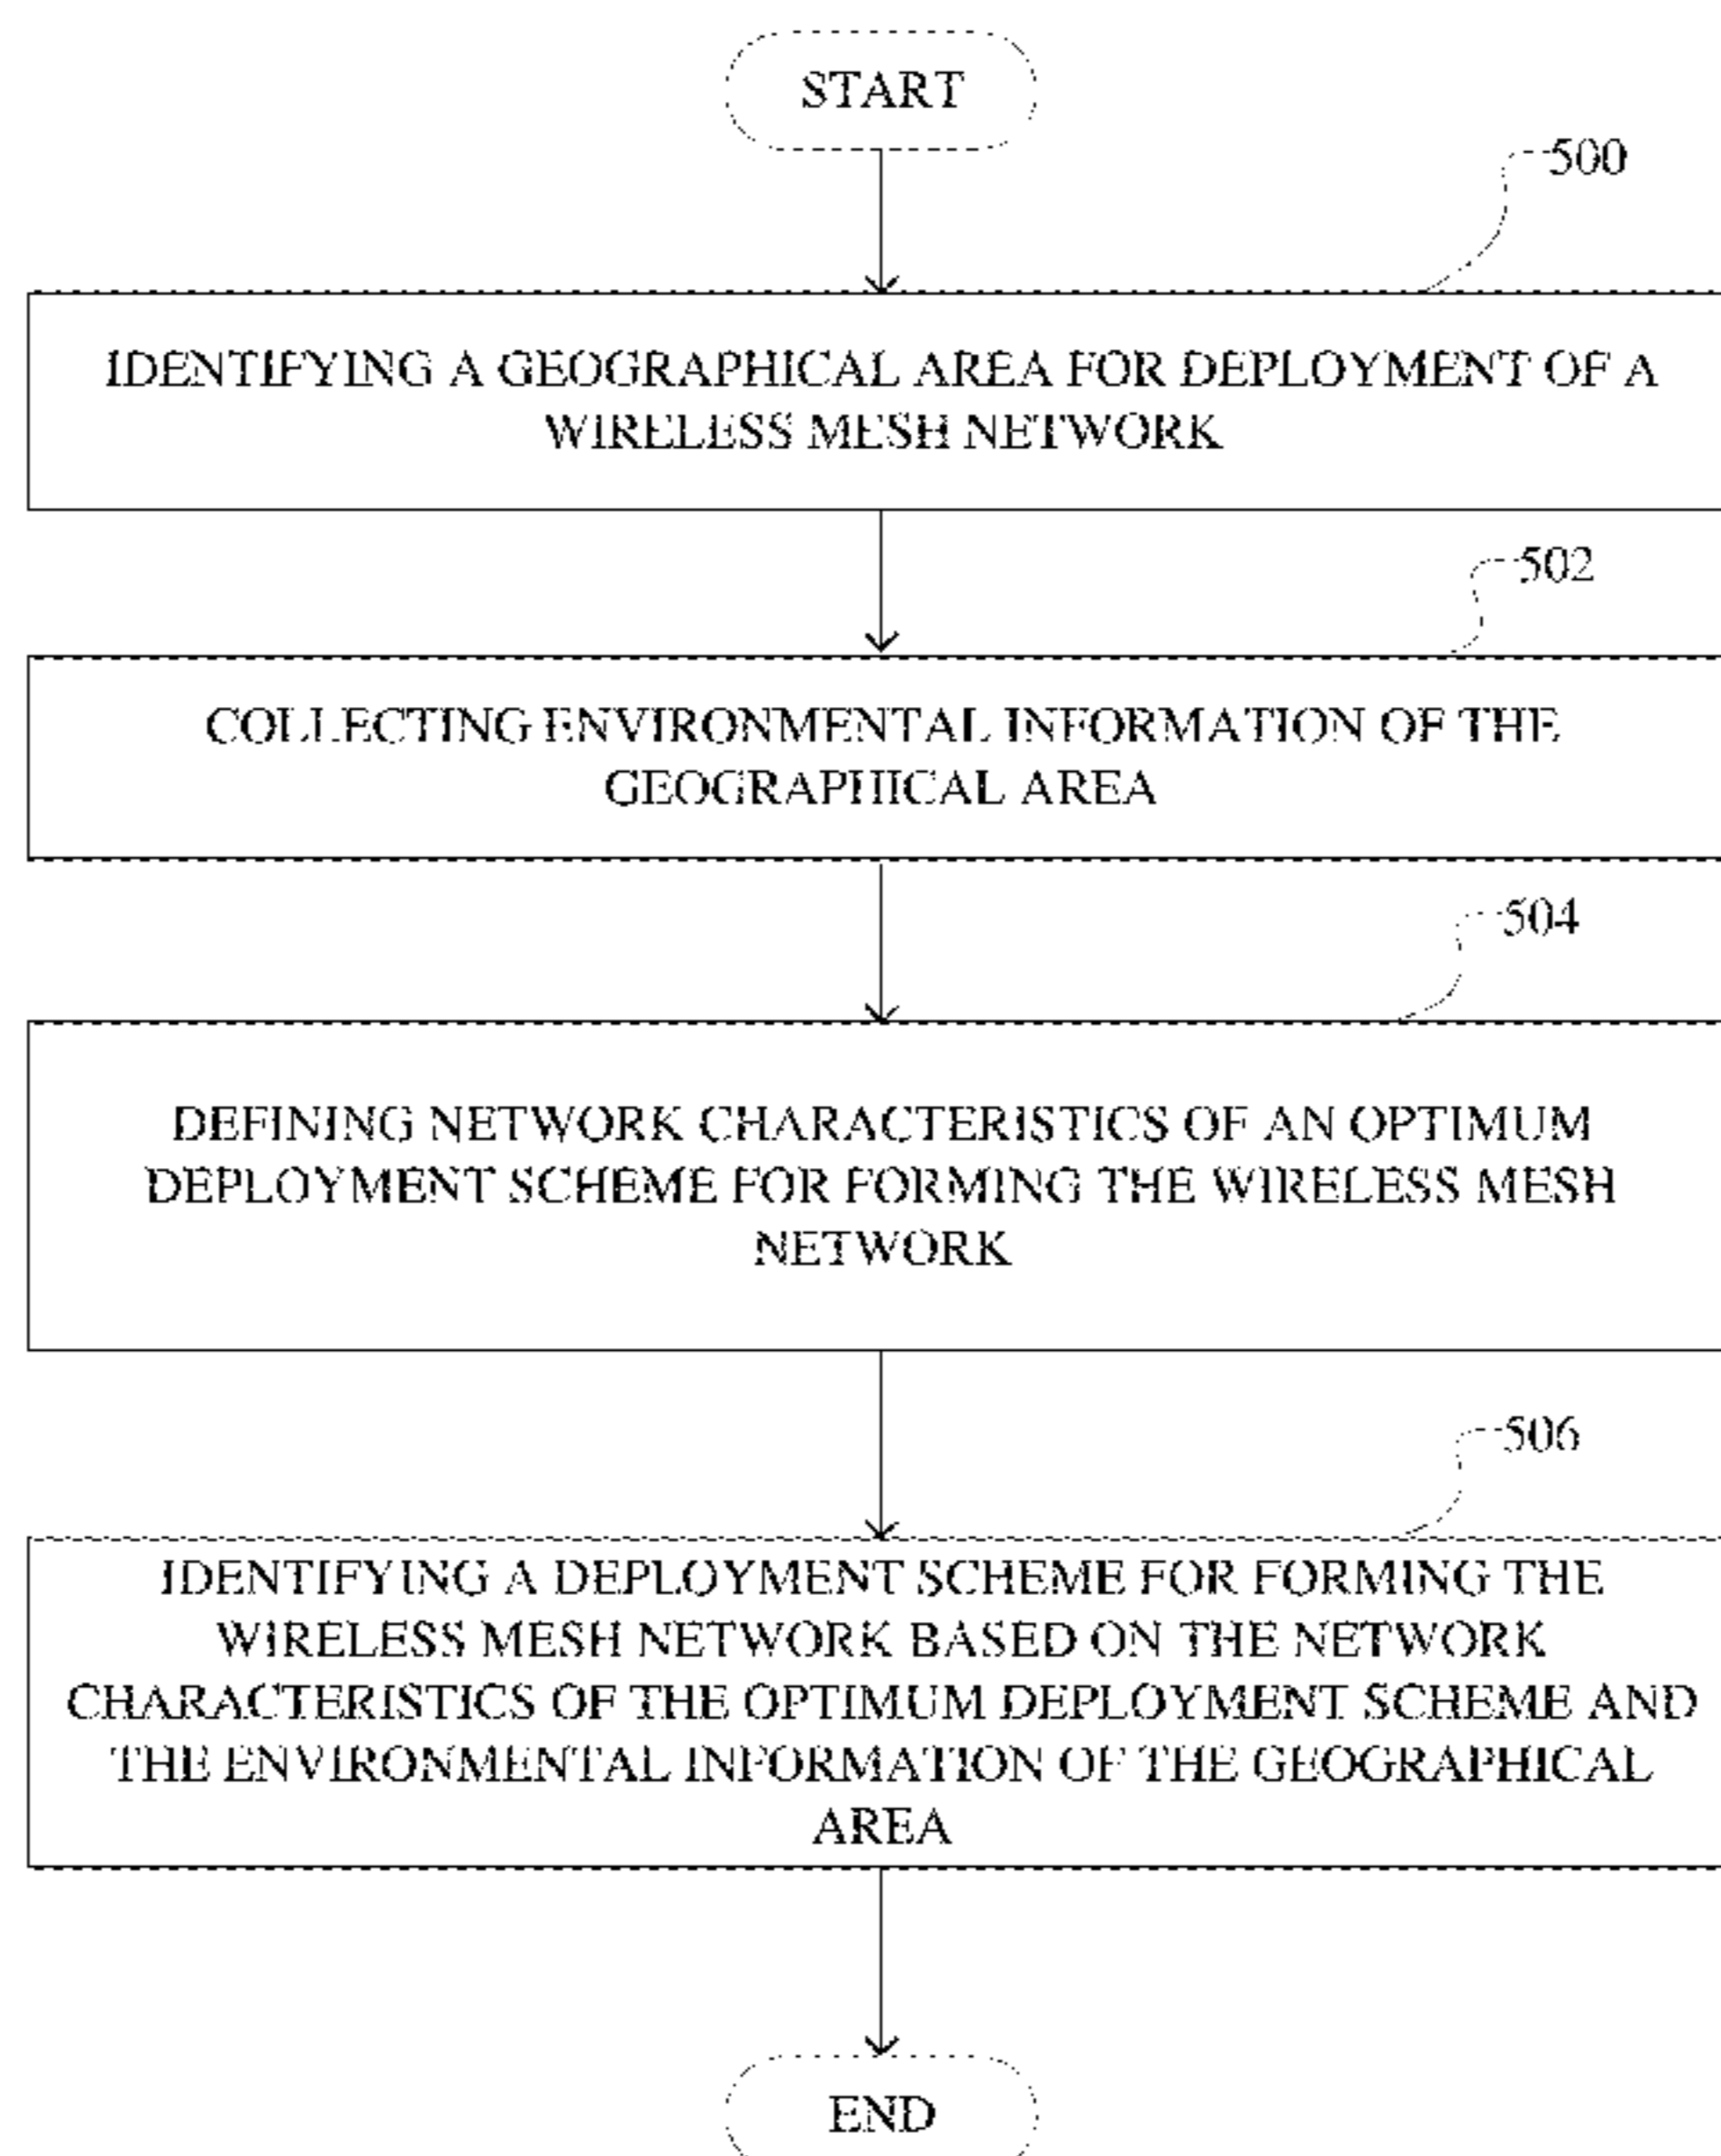 START
500
IDENTIFYING A GEOGRAPHICAL AREA FOR DEPLOYMENT OF A
WIRELESS MESH NETWORK
502
COLLECTING ENVIRONMENTAL INFORMATION OF THE
GEOGRAPHICAL AREA
504
DEFINING NETWORK CHARACTERISTICS OF AN OPTIMUM
DEPLOYMENT SCHEME FOR FORMING THE WIRELESS MESH
NETWORK
506
IDENTIFYING A DEPLOYMENT SCHEME FOR FORMING THE
WIRELESS MESH NETWORK BASED ON THE NETWORK
CHARACTERISTICS OF THE OPTIMUM DEPLOYMENT SCHEME AND
THE ENVIRONMENTAL INFORMATION OF THE GEOGRAPHICAL
AREA
END